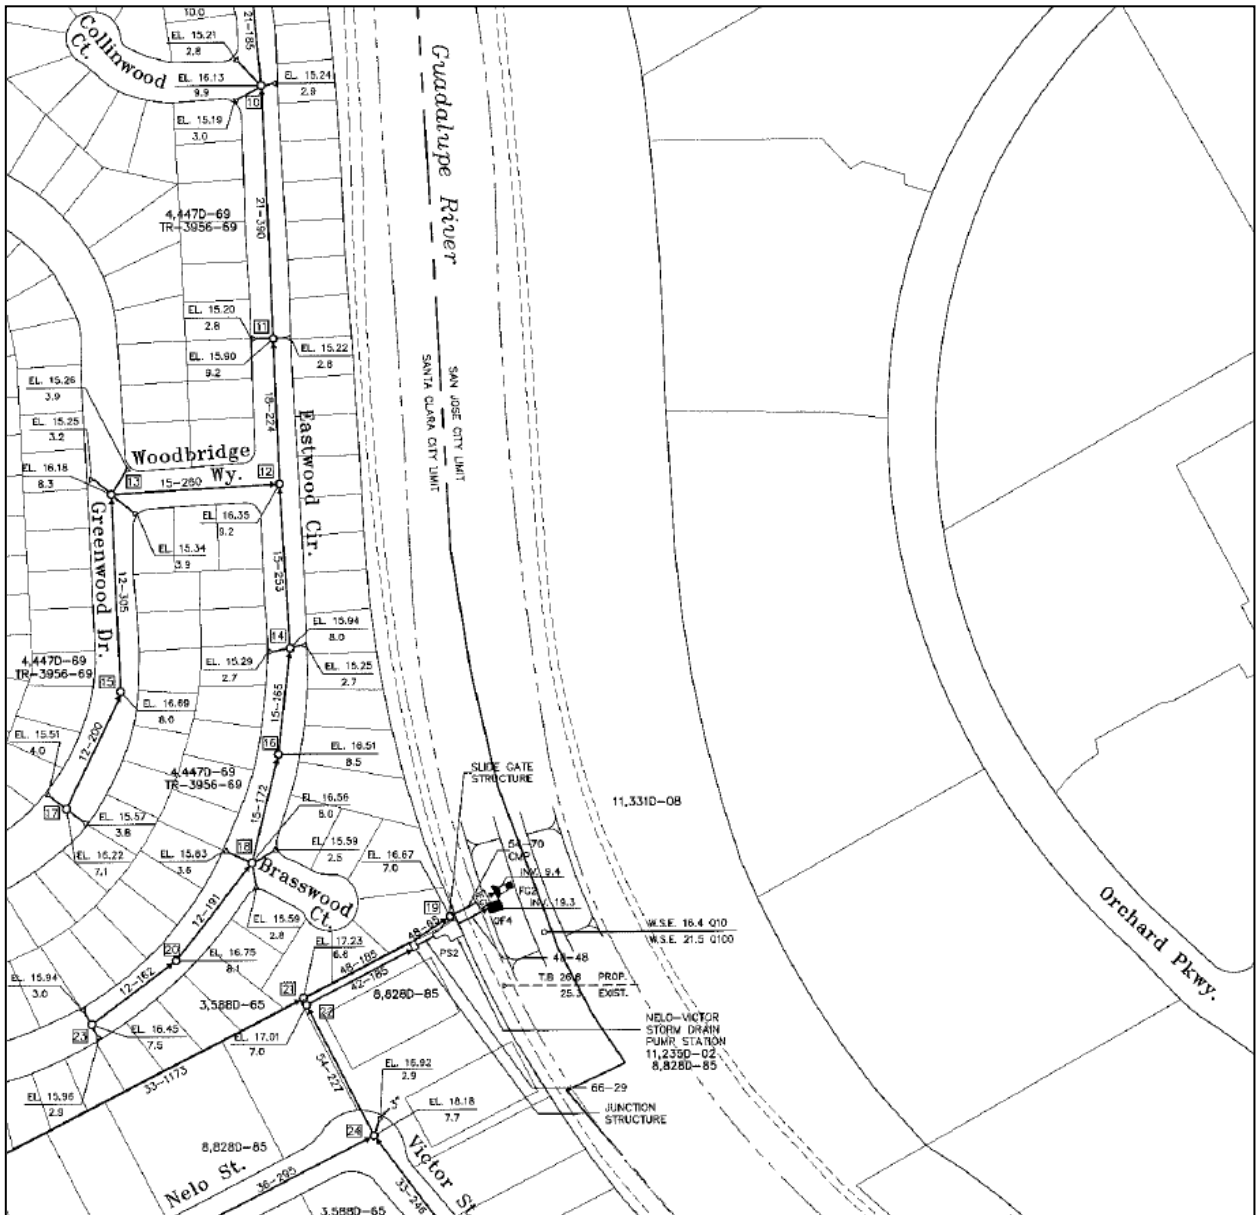 10.0
21-185
EL. 15.21
2.8
Collinwood
Ct.
EL. 16.13
9.9
10
EL. 15.24
2.9
EL. 15.19
3.0
Guadalupe River
21-390
4,447D-69
TR-3956-69
EL. 15.20
2.8
11
EL. 15.90
9.2
EL. 15.22
2.8
SAN JOSE CITY LIMIT
SANTA CLARA CITY LIMIT
EL. 15.26
3.9
EL. 15.25
3.2
18-224
Eastwood Cir.
Woodbridge
Wy.
EL. 16.18
8.3
13
12
15-260
EL. 16.35
9.2
EL. 15.34
3.9
Greenwood Dr.
12-305
15-253
14
EL. 15.94
8.0
EL. 15.29
2.7
EL. 15.25
2.7
4,447D-69
TR-3956-69
15
EL. 16.69
8.0
15-165
EL. 15.51
4.0
12-200
16
EL. 16.51
8.5
4,447D-69
TR-3956-69
SLIDE GATE
STRUCTURE
15-172
EL. 16.56
8.0
11,331D-08
17
EL. 15.57
3.8
EL. 16.22
7.1
18
EL. 15.83
3.6
EL. 15.59
2.5
EL. 16.67
7.0
54-70
CMP
Brasswood
Ct.
INV. 9.4
FG2
INV. 19.3
OF4
19
12-191
EL. 15.59
2.8
48-65
W.S.E. 16.4 Q10
W.S.E. 21.5 Q100
20
EL. 16.75
8.1
EL. 17.23
6.6
PS2
48-48
48-185
42-185
EL. 15.94
3.0
12-162
T.B 26.8 PROP.
EXIST.
21
22
8,828D-85
3,588D-65
23
EL. 16.45
7.5
EL. 17.01
7.0
NELO-VICTOR
STORM DRAIN
PUMP STATION
11,235D-02
8,828D-85
33-1173
54-227
EL. 16.92
2.9
66-29
EL. 15.96
2.9
EL. 18.18
7.7
JUNCTION
STRUCTURE
24
8,828D-85
Nelo St.
Victor St.
36-295
33-246
3,588D-65
Orchard Pkwy.